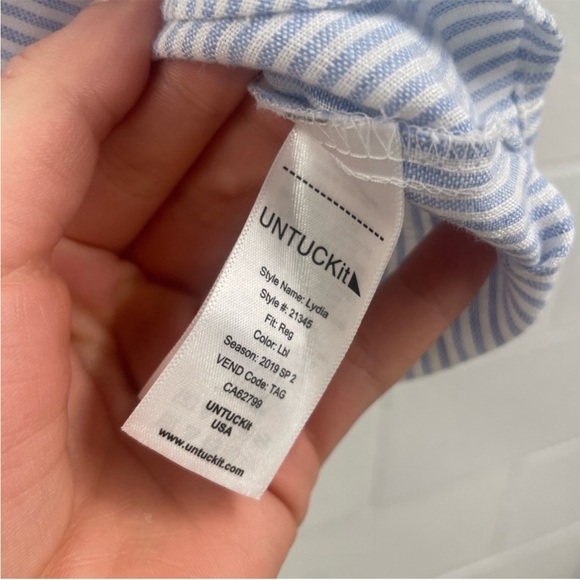 UNTUCKit
Style Name: Lydia
Style #: 21345
Fit: Reg
Color: Lbl
Season: 2019 SP 2
VEND Code: TAG
CA62799
UNTUCKit
USA
www.untuckit.com